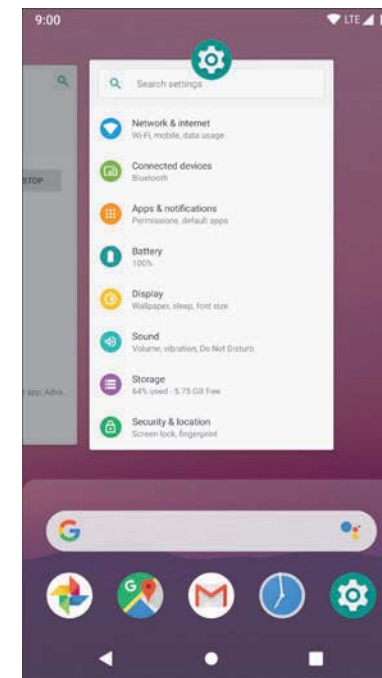 9:00
LTE
Search settings
Network & internet
Wi-Fi, mobile, data usage
Connected devices
Bluetooth
STOP
Apps & notifications
Permissions, default apps
Battery
100%
Display
Wallpaper, sleep, font size
Sound
Volume, vibration, Do Not Disturb
Storage
64% used - 5.75 GB free
app, Adva..
Security & location
Screen lock, fingerprint